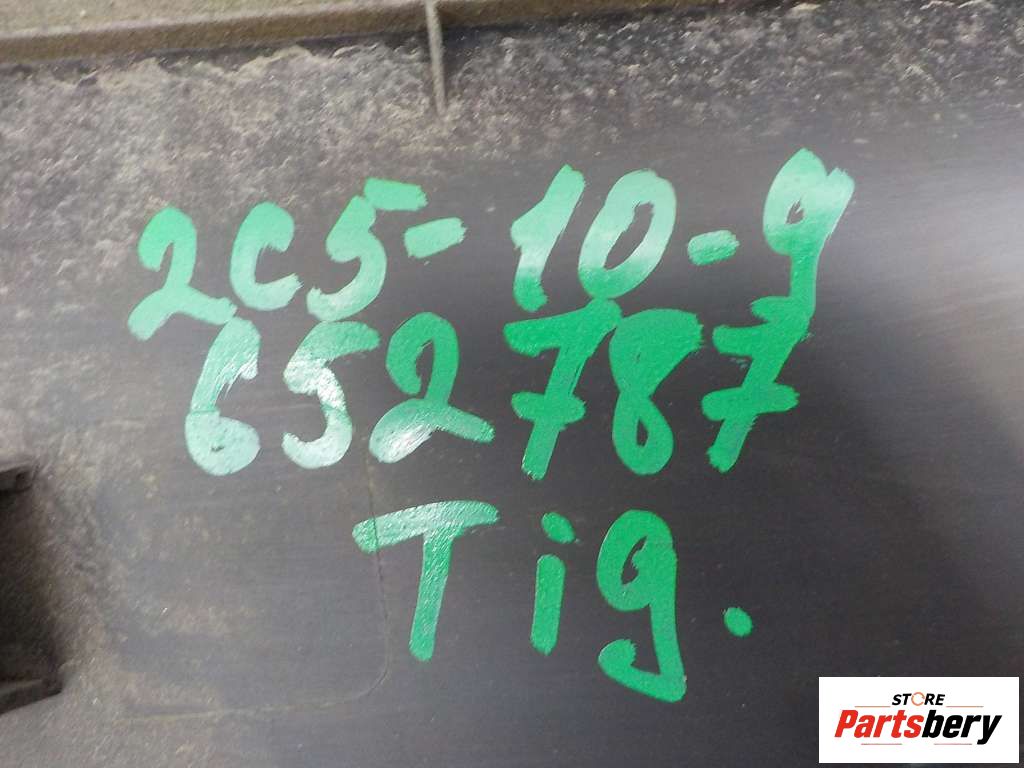 2C5-10-9
652787
Tig.
STORE
Partsbery